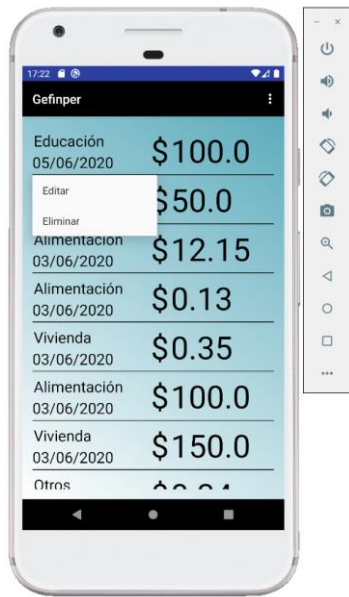 17:22
Gefinper
Educación
05/06/2020
$100.0
$50.0
Editar
Eliminar
Alimentación
03/06/2020
$12.15
Alimentación
03/06/2020
$0.13
Vivienda
03/06/2020
$0.35
Alimentación
03/06/2020
$100.0
Vivienda
03/06/2020
$150.0
Otros